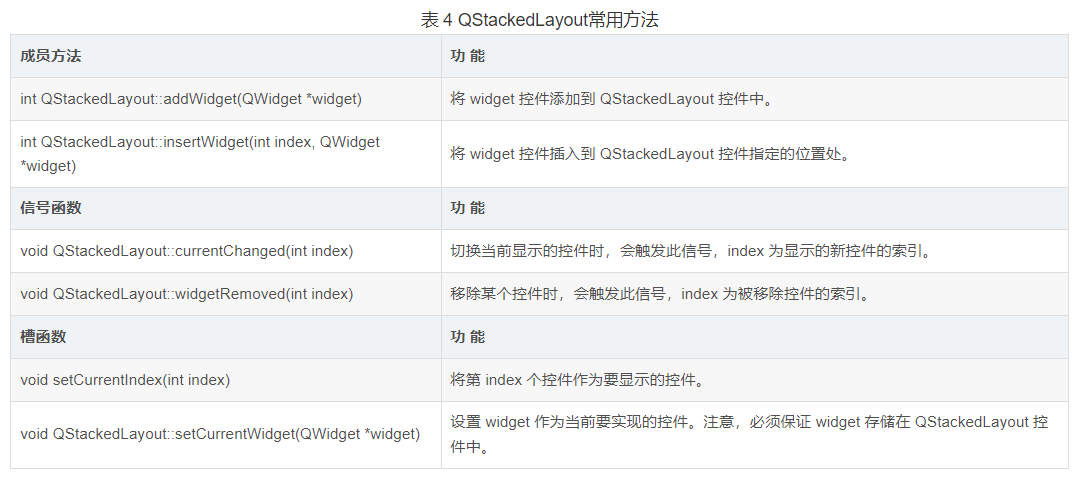 表 4 QStackedLayout常用方法
成员方法 功 能
int QStackedLayout::addWidget(QWidget *widget) 将 widget 控件添加到 QStackedLayout 控件中。
int QStackedLayout::insertWidget(int index, QWidget
*widget) 将 widget 控件插入到 QStackedLayout 控件指定的位置处。
信号函数 功 能
void QStackedLayout::currentChanged(int index) 切换当前显示的控件时，会触发此信号，index 为显示的新控件的索引。
void QStackedLayout::widgetRemoved(int index) 移除某个控件时，会触发此信号，index 为被移除控件的索引。
槽函数 功 能
void setCurrentIndex(int index) 将第 index 个控件作为要显示的控件。
void QStackedLayout::setCurrentWidget(QWidget *widget) 设置 widget 作为当前要实现的控件。注意，必须保证 widget 存储在 QStackedLayout 控
件中。